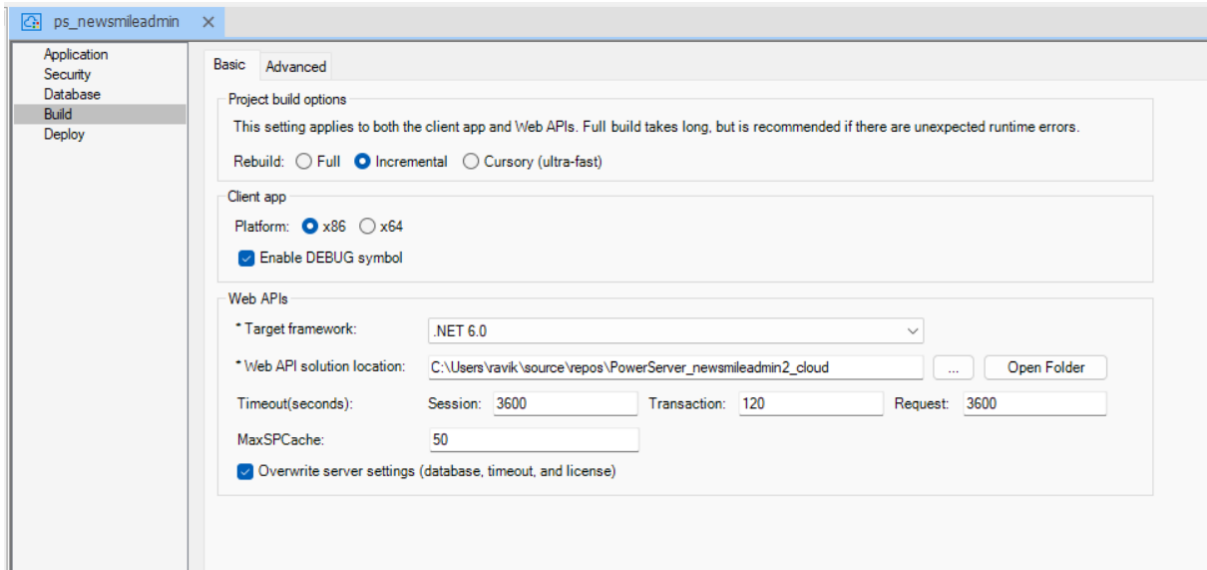 ps_newsmileadmin
Application
Security
Database
Build
Deploy
Basic Advanced
Project build options
This setting applies to both the client app and Web APIs. Full build takes long, but is recommended if there are unexpected runtime errors.
Rebuild: Full Incremental Cursory (ultra-fast)
Client app
Platform: x86 x64
Enable DEBUG symbol
Web APIs
* Target framework: .NET 6.0
* Web API solution location: C:\Users\ravik\source\repos\PowerServer_newsmileadmin2_cloud ... Open Folder
Timeout(seconds): Session: 3600 Transaction: 120 Request: 3600
MaxSPCache: 50
Overwrite server settings (database, timeout, and license)